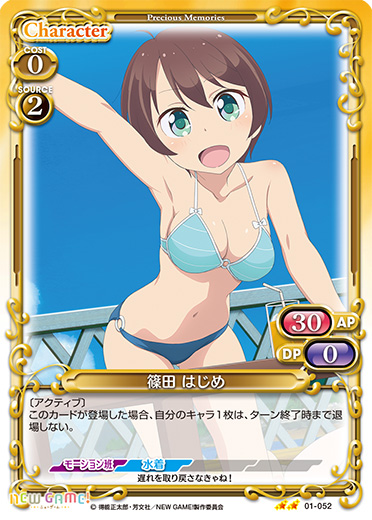 Precious Memories
Character
COST
0
SOURCE
2
30 AP
DP 0
篠田 はじめ
〔アクティブ〕
このカードが登場した場合、自分のキャラ1枚は、ターン終了時まで退
場しない。
モーション班 水着
遅れを取り戻さなきゃね!
NEW GAME!
01-052
© 得能正太郎・芳文社/NEW GAME!製作委員会